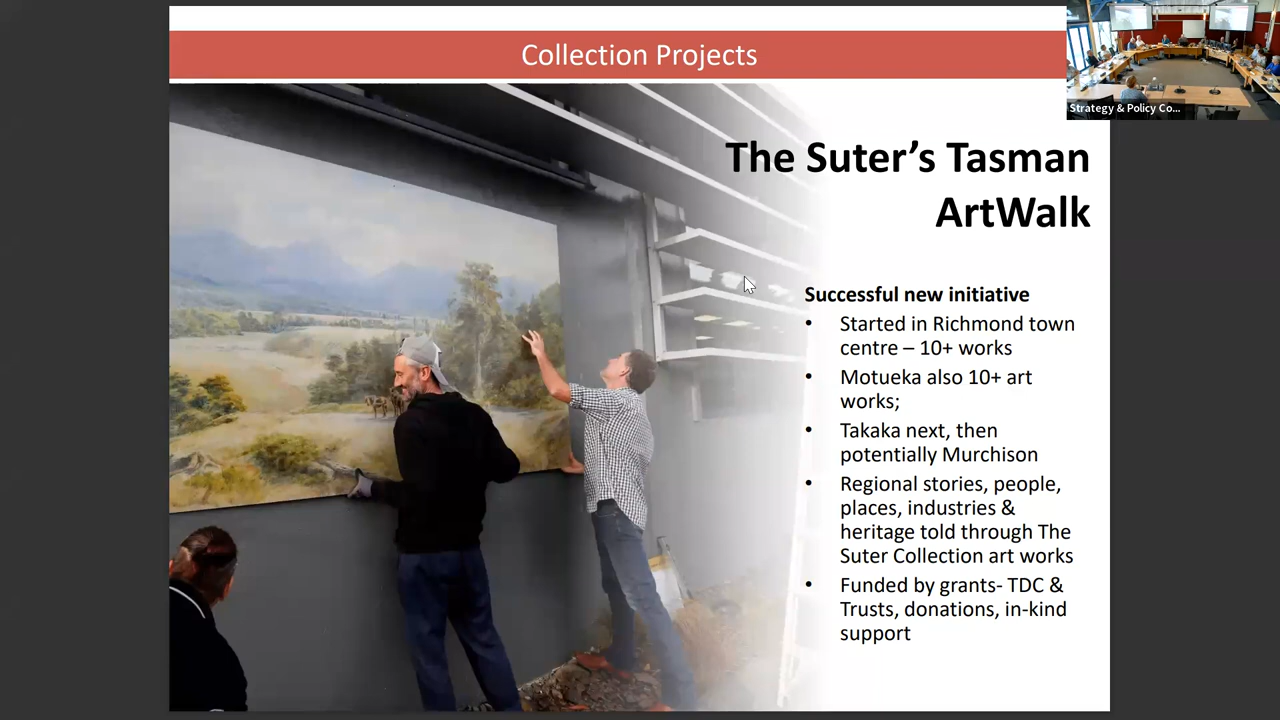 Collection Projects
Strategy & Policy Co...
The Suter's Tasman
ArtWalk
Successful new initiative
• Started in Richmond town
centre – 10+ works
• Motueka also 10+ art
works;
• Takaka next, then
potentially Murchison
• Regional stories, people,
places, industries &
heritage told through The
Suter Collection art works
• Funded by grants- TDC &
Trusts, donations, in-kind
support